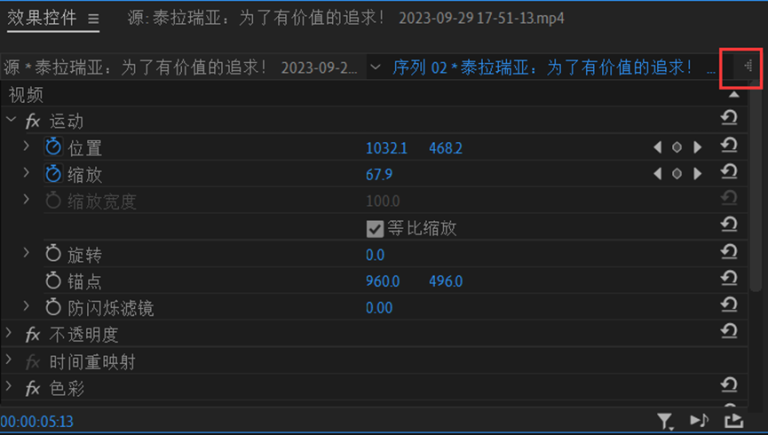 效果控件 ≡ 源: 泰拉瑞亚：为了有价值的追求！ 2023-09-29 17-51-13.mp4
源 * 泰拉瑞亚：为了有价值的追求！ 2023-09-2... 序列 02 * 泰拉瑞亚：为了有价值的追求！ ...
视频
fx 运动
位置 1032.1 468.2
缩放 67.9
缩放宽度 100.0
等比缩放
旋转 0.0
锚点 960.0 496.0
防闪烁滤镜 0.00
fx 不透明度
fx 时间重映射
fx 色彩
00:00:05:13